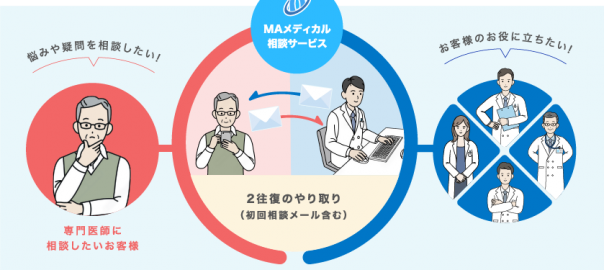 MAメディカル
相談サービス
悩みや疑問を相談したい!
お客様のお役に立ちたい!
2往復のやり取り
(初回相談メール含む)
専門医師に
相談したいお客様